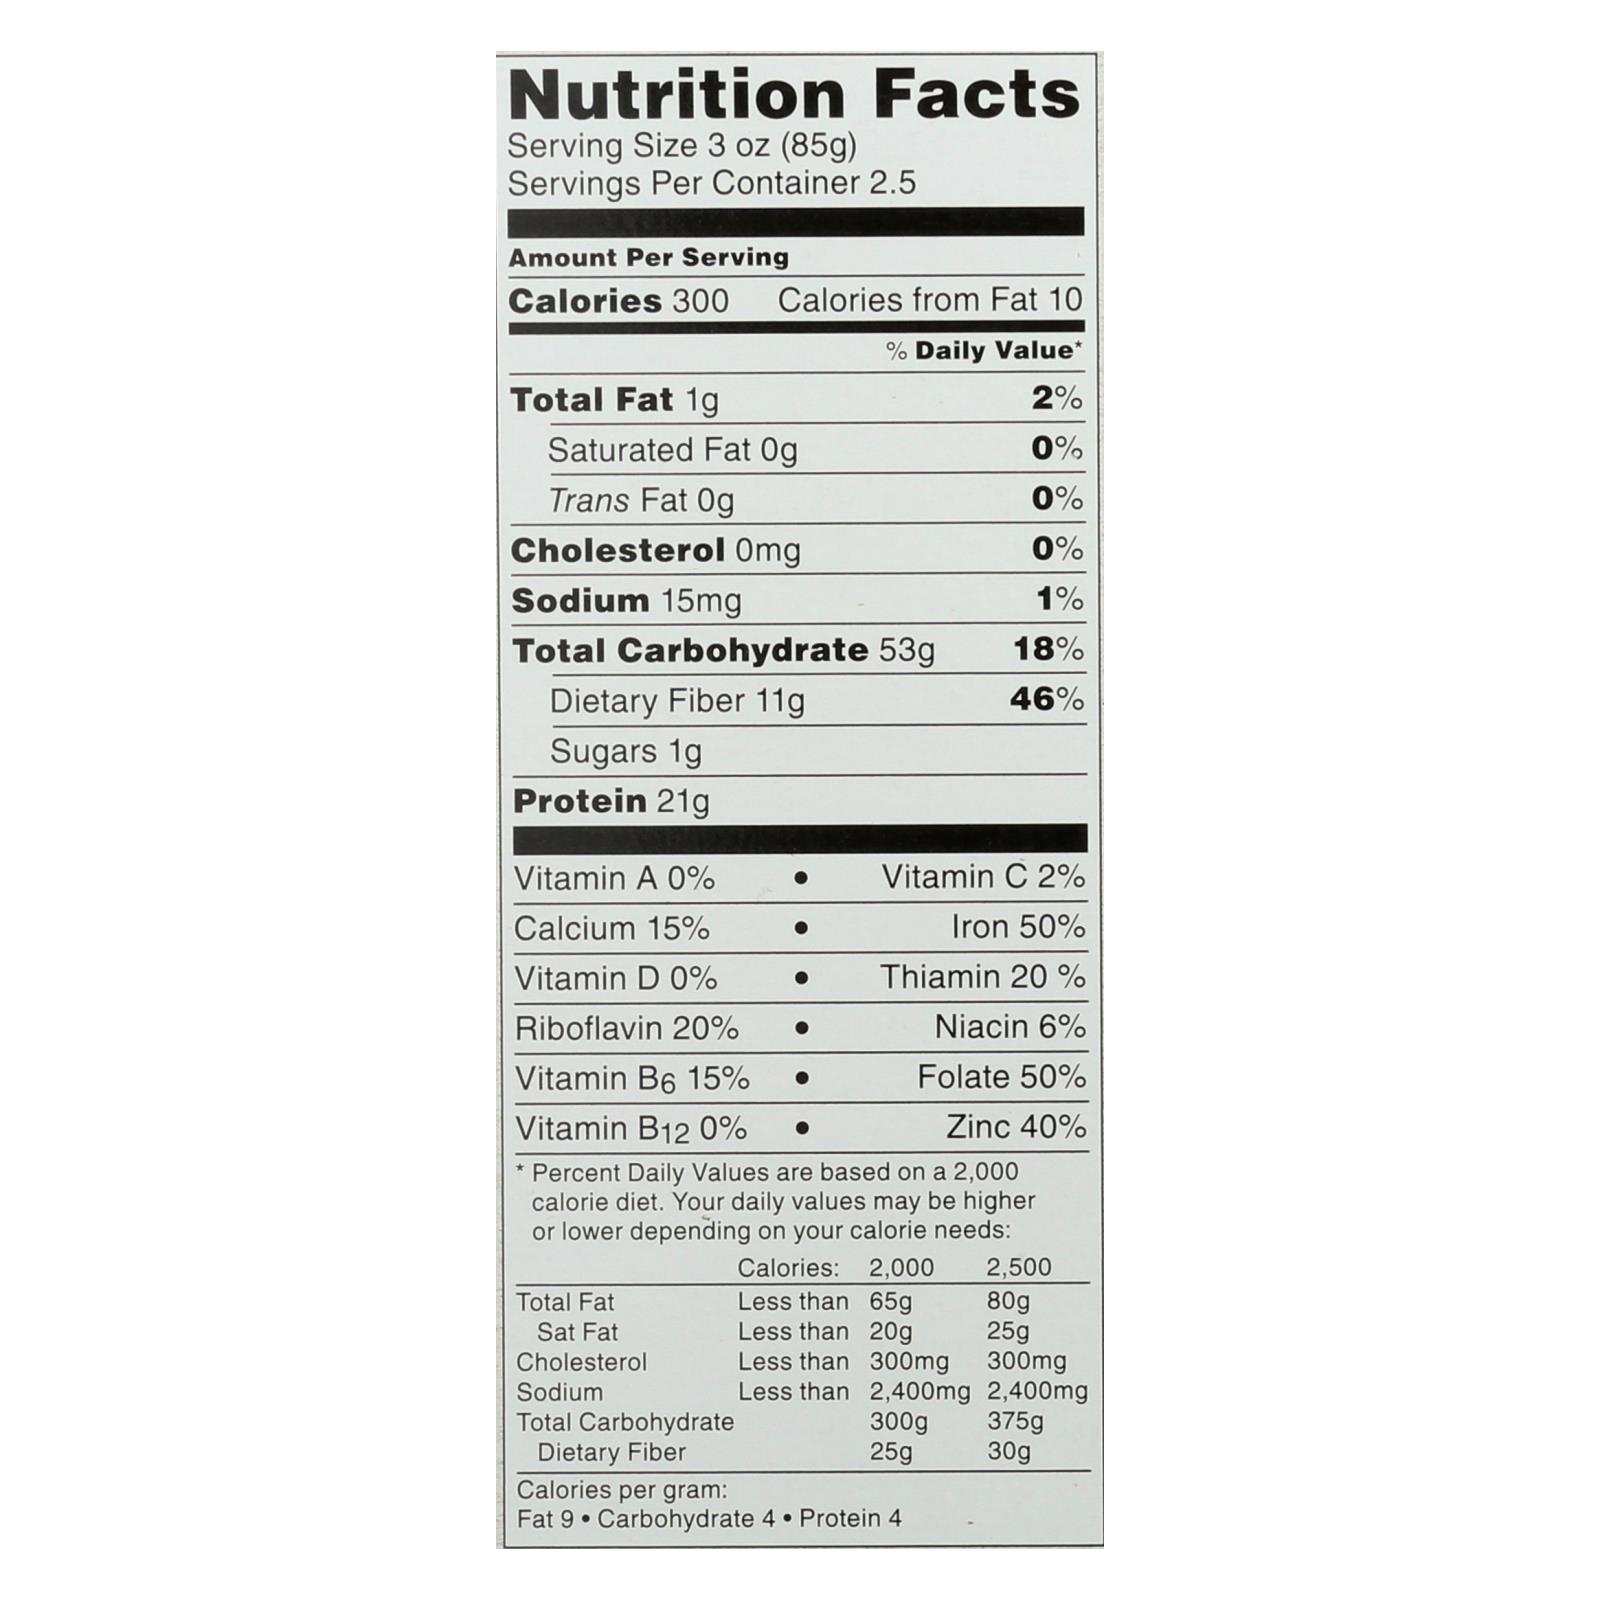 Nutrition Facts
Serving Size 3 oz (85g)
Servings Per Container 2.5
Amount Per Serving
Calories 300 Calories from Fat 10
% Daily Value*
Total Fat 1g 2%
Saturated Fat 0g 0%
Trans Fat 0g 0%
Cholesterol 0mg 0%
Sodium 15mg 1%
Total Carbohydrate 53g 18%
Dietary Fiber 11g 46%
Sugars 1g
Protein 21g
Vitamin A 0% • Vitamin C 2%
Calcium 15% • Iron 50%
Vitamin D 0% • Thiamin 20 %
Riboflavin 20% • Niacin 6%
Vitamin B6 15% • Folate 50%
Vitamin B12 0% • Zinc 40%
* Percent Daily Values are based on a 2,000
calorie diet. Your daily values may be higher
or lower depending on your calorie needs:
Calories: 2,000 2,500
Total Fat Less than 65g 80g
Sat Fat Less than 20g 25g
Cholesterol Less than 300mg 300mg
Sodium Less than 2,400mg 2,400mg
Total Carbohydrate 300g 375g
Dietary Fiber 25g 30g
Calories per gram:
Fat 9 • Carbohydrate 4 • Protein 4